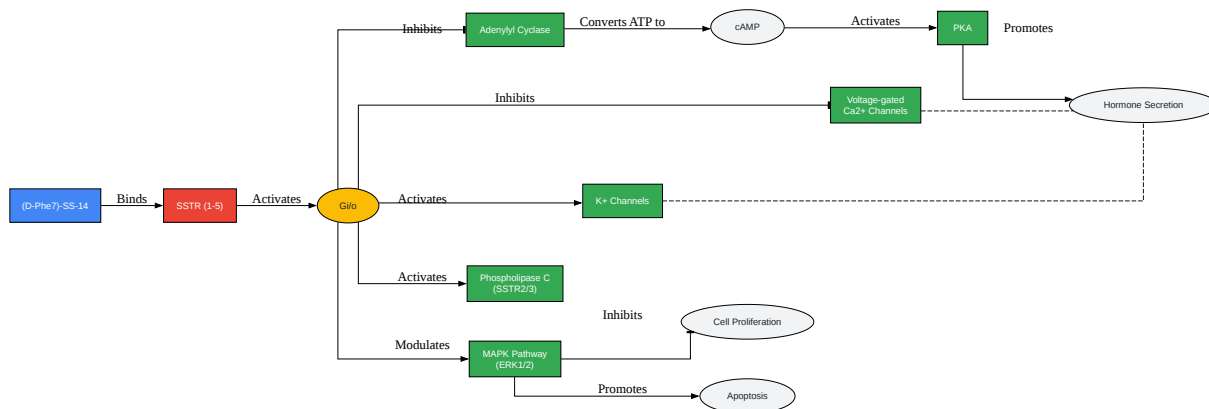 Inhibits
Adenylyl Cyclase
Converts ATP to
cAMP
Activates
PKA
Promotes
Inhibits
Voltage-gated
Ca2+ Channels
Hormone Secretion
(D-Phe7)-SS-14
Binds
SSTR (1-5)
Activates
Gi/o
Activates
K+ Channels
Activates
Phospholipase C
(SSTR2/3)
Inhibits
Cell Proliferation
Modulates
MAPK Pathway
(ERK1/2)
Promotes
Apoptosis